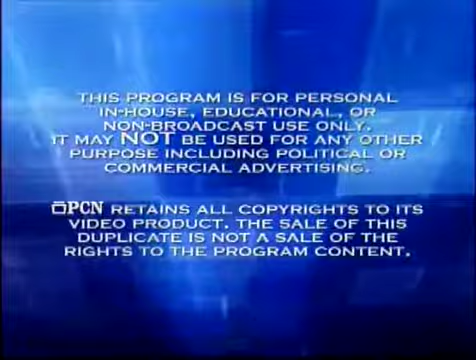 THIS PROGRAM IS FOR PERSONAL
IN-HOUSE, EDUCATIONAL, OR
NON-BROADCAST USE ONLY.
IT MAY NOT BE USED FOR ANY OTHER
PURPOSE INCLUDING POLITICAL OR
COMMERCIAL ADVERTISING.
PCN RETAINS ALL COPYRIGHTS TO ITS
VIDEO PRODUCT. THE SALE OF THIS
DUPLICATE IS NOT A SALE OF THE
RIGHTS TO THE PROGRAM CONTENT.